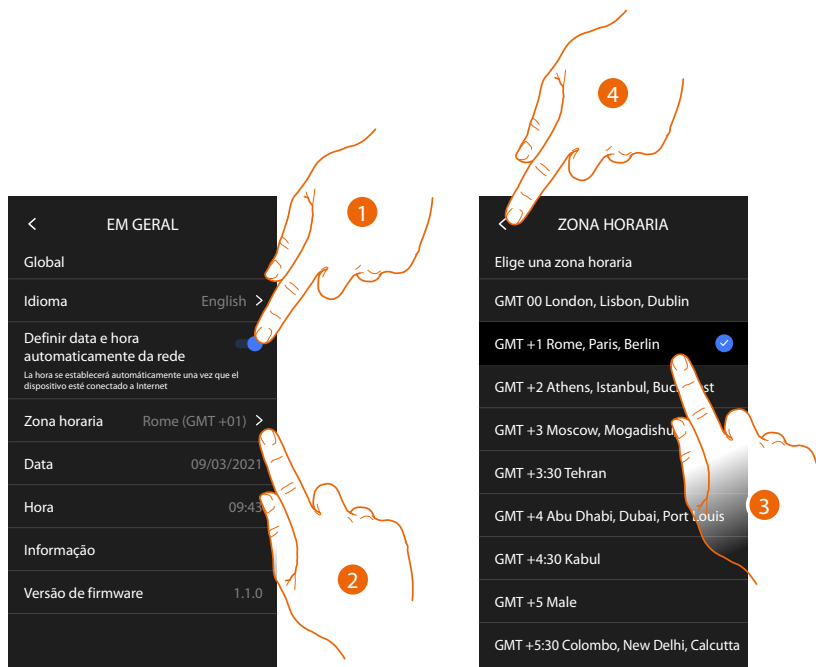 4
1
EM GERAL
Global
Idioma English
Definir data e hora
automaticamente da rede
La hora se establecerá automáticamente una vez que el
dispositivo esté conectado a Internet
Zona horaria Rome (GMT +01)
Data 09/03/2021
Hora 09:43
Informação
Versão de firmware 1.1.0
2
ZONA HORARIA
Elige una zona horaria
GMT 00 London, Lisbon, Dublin
GMT +1 Rome, Paris, Berlin
GMT +2 Athens, Istanbul,
GMT +3 Moscow, Mogadishu
GMT +3:30 Tehran
GMT +4 Abu Dhabi, Dubai, Port Louis
GMT +4:30 Kabul
GMT +5 Male
GMT +5:30 Colombo, New Delhi, Calcutta
3